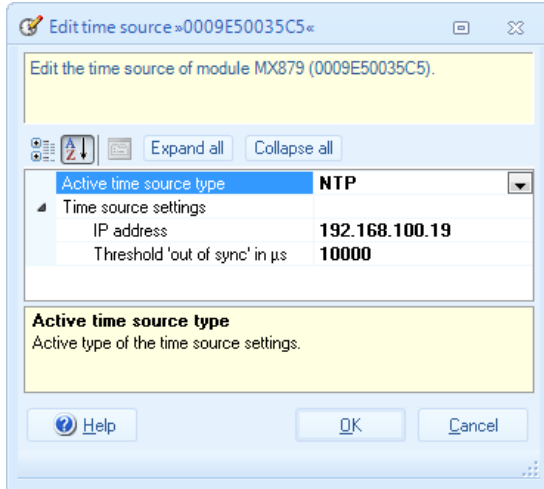 Edit time source »0009E50035C5«
Edit the time source of module MX879 (0009E50035C5).
Expand all Collapse all
Active time source type NTP
Time source settings
IP address 192.168.100.19
Threshold 'out of sync' in µs 10000
Active time source type
Active type of the time source settings.
Help OK Cancel